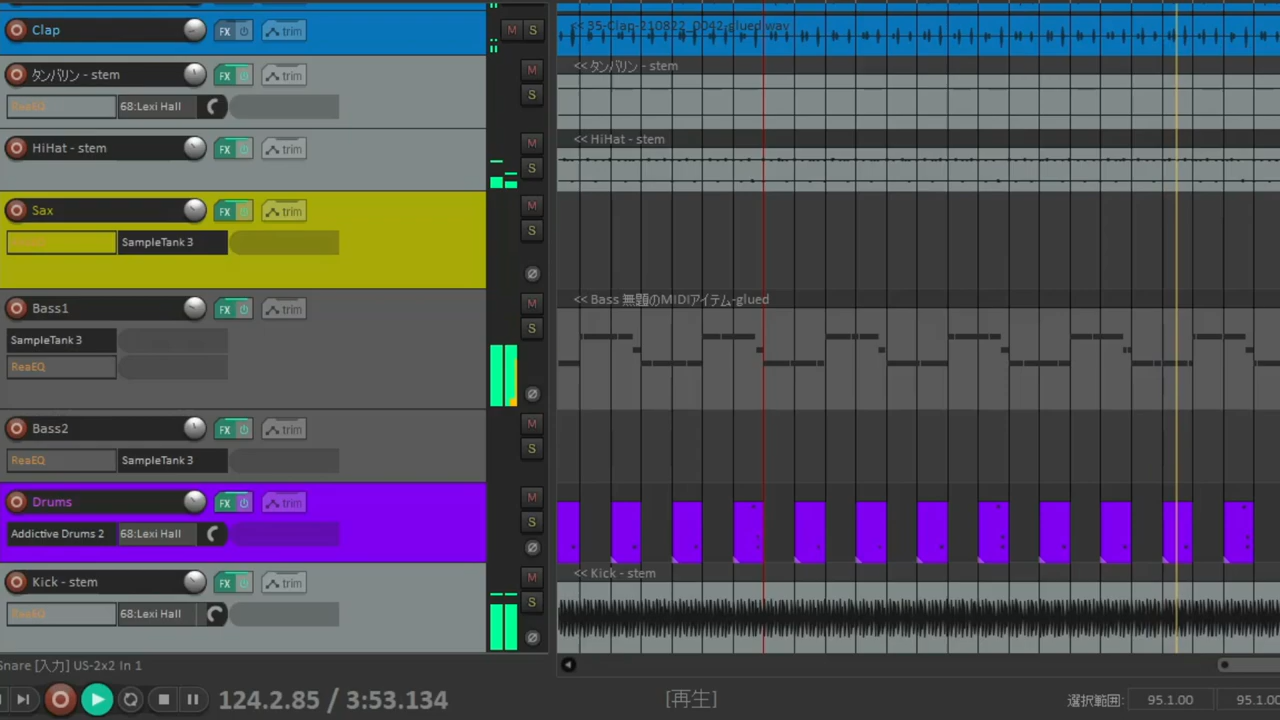 Clap FX trim M S << 35-Clap-210822_0042-glued.wav
タンバリン - stem FX trim M << タンバリン - stem
ReaEQ 68:Lexi Hall S
HiHat - stem FX trim M << HiHat - stem
S
Sax FX trim M
SampleTank 3 S
Bass1 FX trim M << Bass 無題のMIDIアイテム-glued
SampleTank 3 S
ReaEQ
Bass2 FX trim M
ReaEQ SampleTank 3 S
Drums FX trim M
Addictive Drums 2 68:Lexi Hall S
Kick - stem FX trim M << Kick - stem
ReaEQ 68:Lexi Hall S
Snare [入力] US-2x2 In 1
124.2.85 / 3:53.134 [再生] 選択範囲: 95.1.00 95.1.00